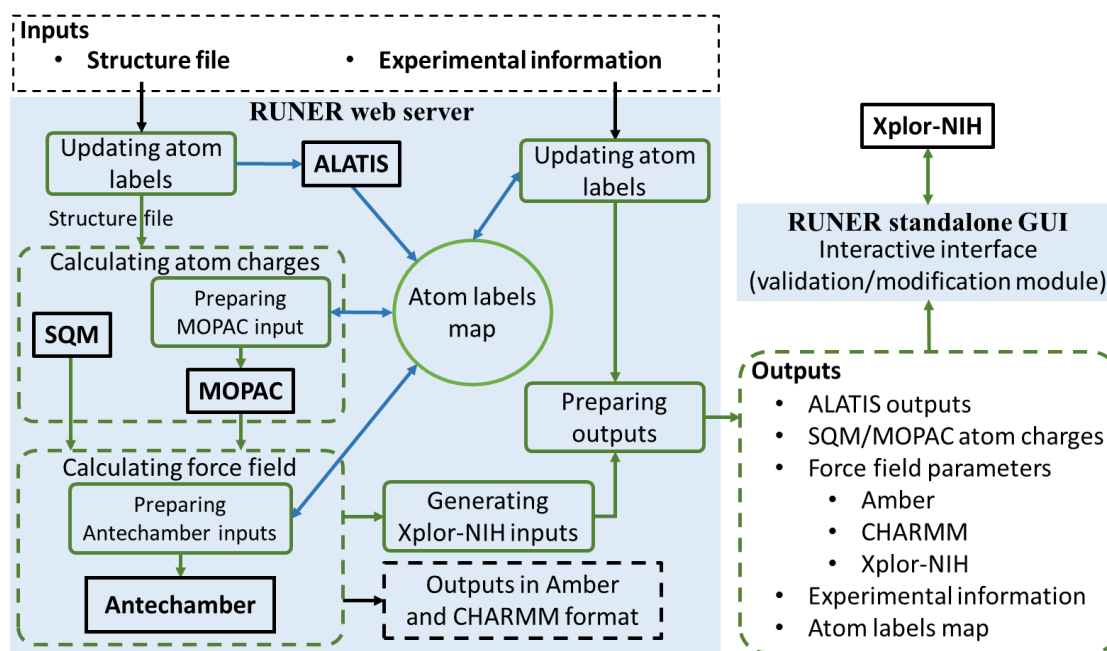 Inputs
• Structure file
• Experimental information
RUNER web server
Updating atom
labels
ALATIS
Updating atom
labels
Structure file
Calculating atom charges
Preparing
MOPAC input
SQM
MOPAC
Atom labels
map
Calculating force field
Preparing
Antechamber inputs
Antechamber
Generating
Xplor-NIH inputs
Preparing
outputs
Outputs in Amber
and CHARMM format
Xplor-NIH
RUNER standalone GUI
Interactive interface
(validation/modification module)
Outputs
• ALATIS outputs
• SQM/MOPAC atom charges
• Force field parameters
• Amber
• CHARMM
• Xplor-NIH
• Experimental information
• Atom labels map